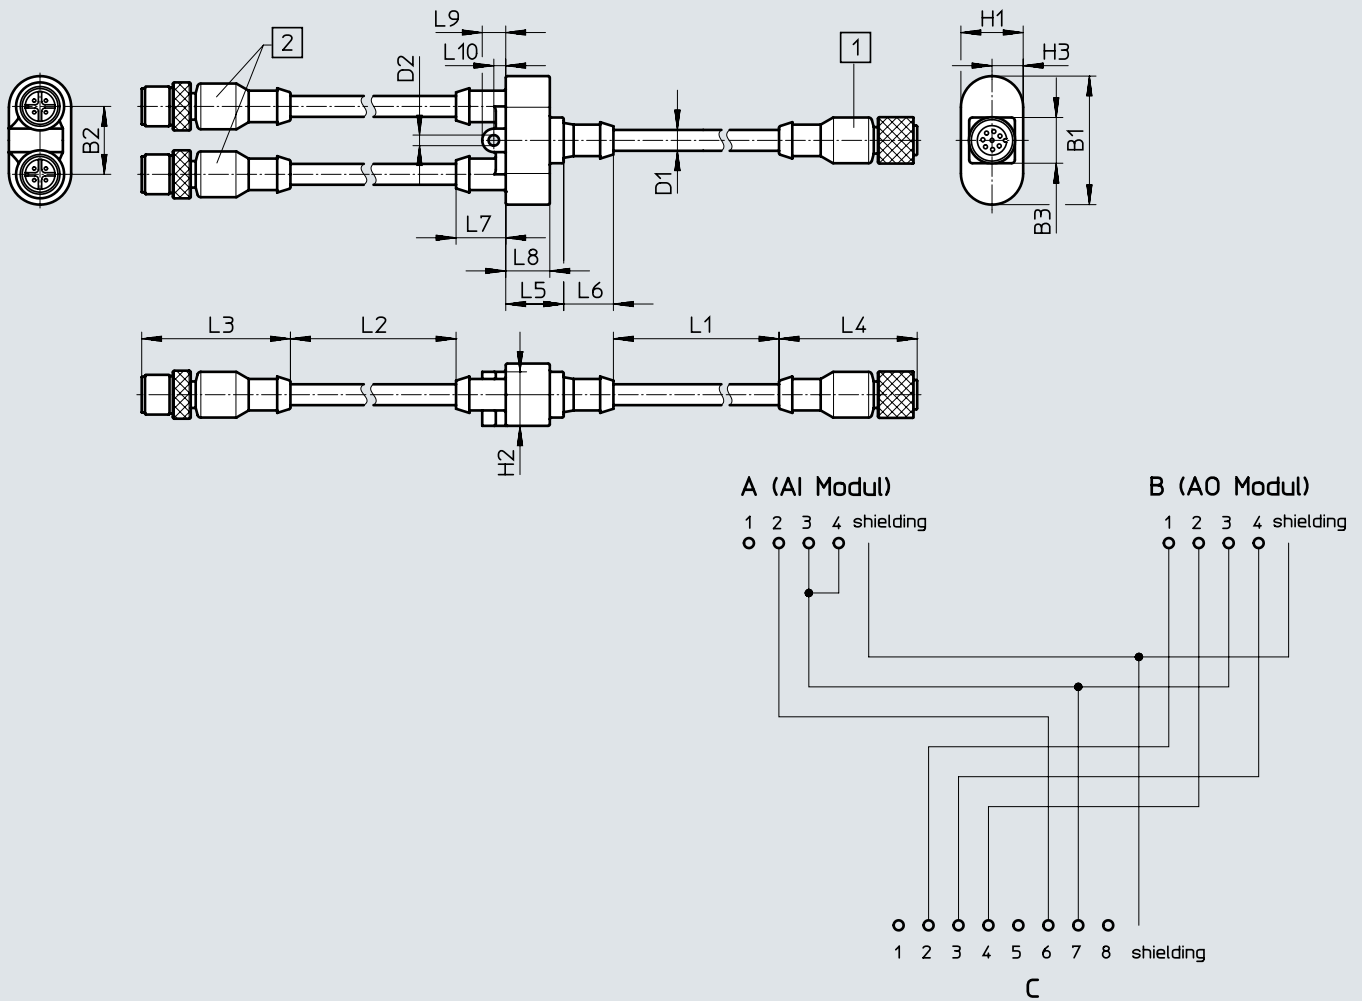 L9
H1
2
1
L10
D2
H3
B2
B1
D1
B3
L7
L8
L5 L6
L3 L2 L1 L4
H2
A (AI Modul) B (AO Modul)
1 2 3 4 shielding 1 2 3 4 shielding
1 2 3 4 5 6 7 8 shielding
C